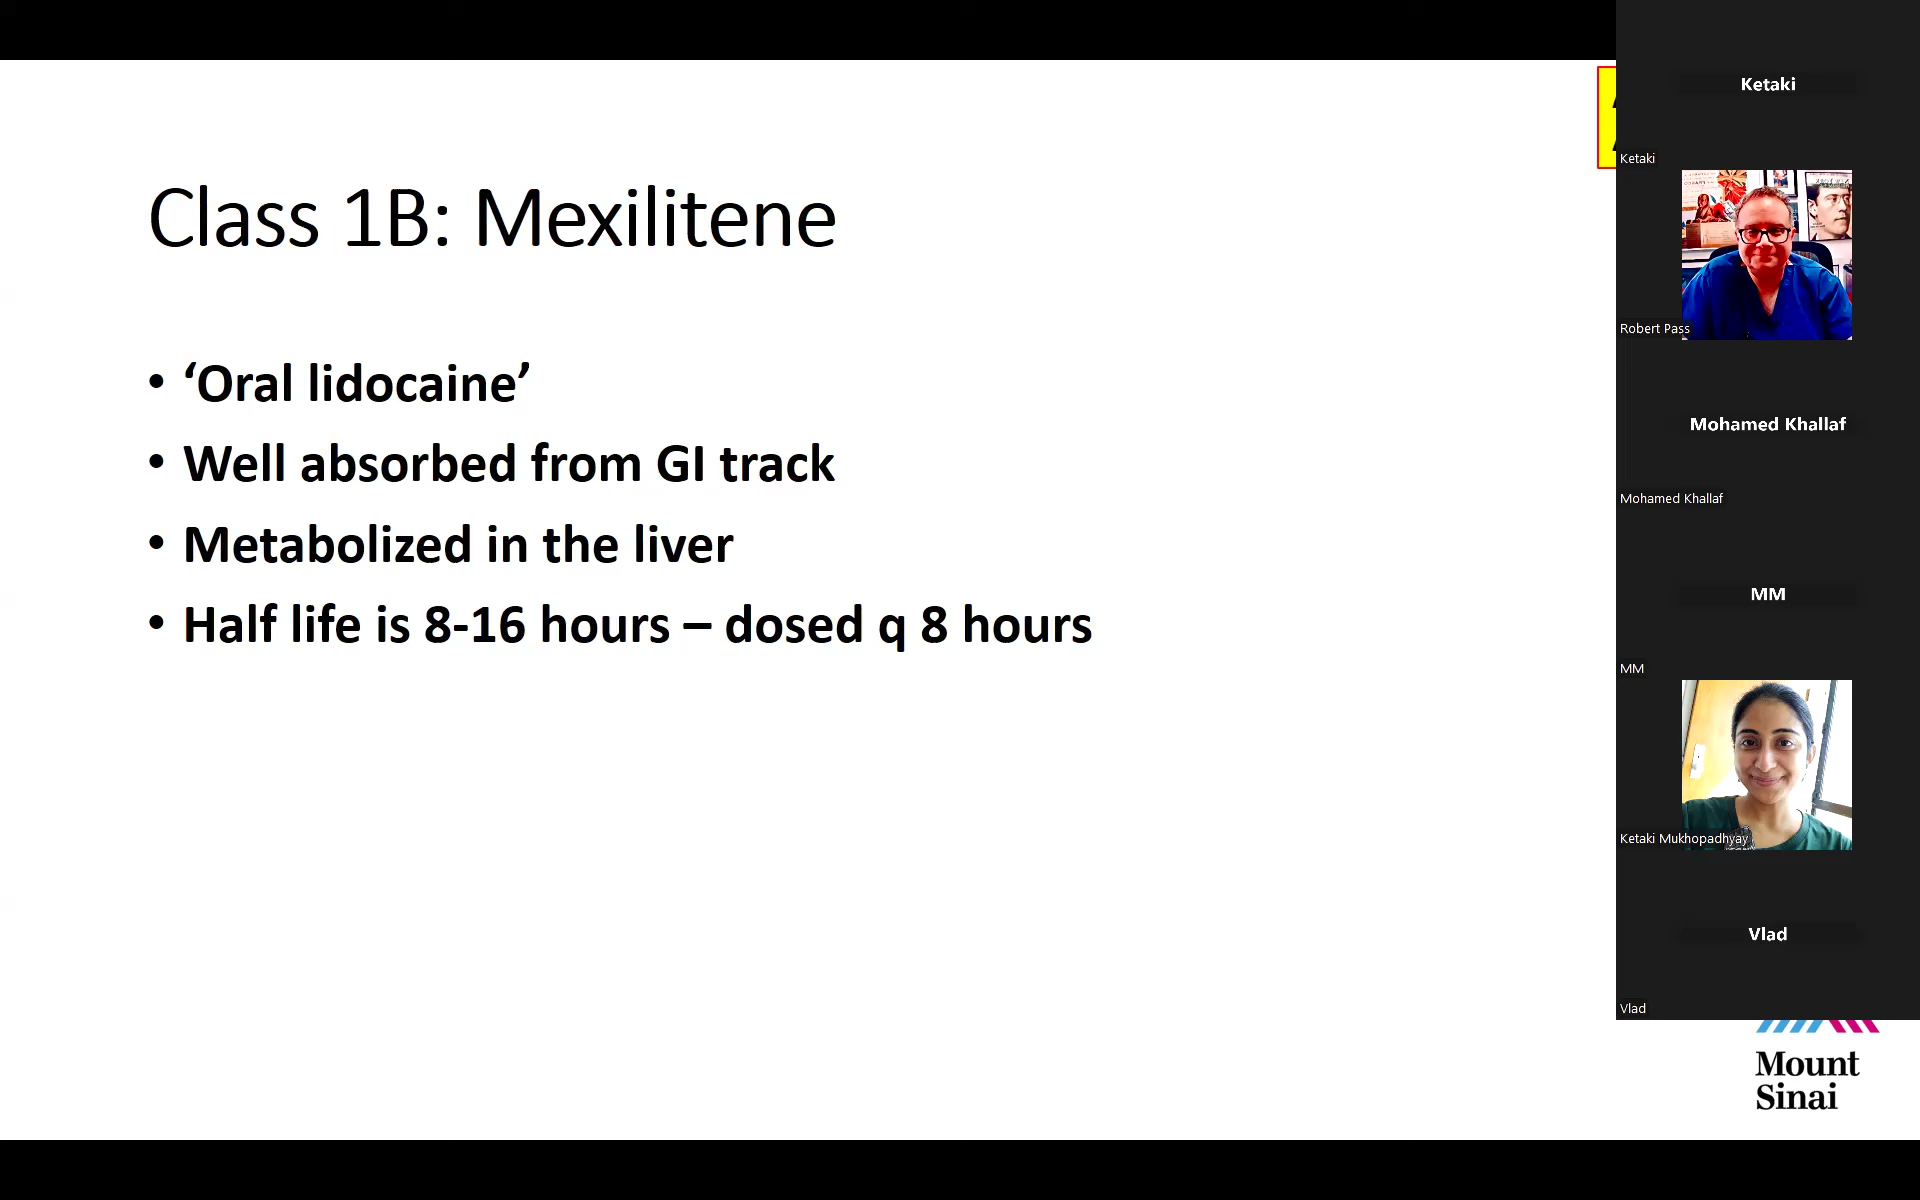 Class 1B: Mexilitene
• ‘Oral lidocaine’
• Well absorbed from GI track
• Metabolized in the liver
• Half life is 8-16 hours – dosed q 8 hours
Ketaki
Ketaki
Robert Pass
Mohamed Khallaf
Mohamed Khallaf
MM
MM
Ketaki Mukhopadhyay
Vlad
Vlad
Mount
Sinai